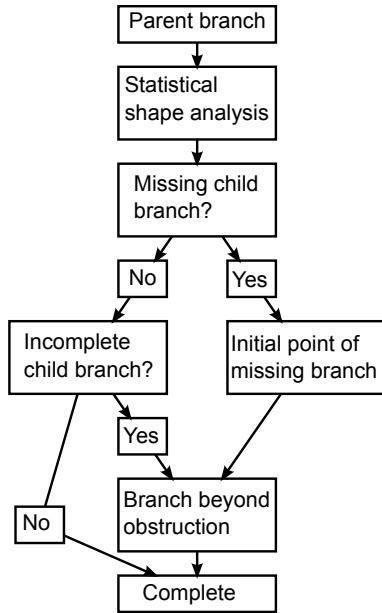 Parent branch
Statistical
shape analysis
Missing child
branch?
No
Yes
Incomplete
child branch?
Initial point of
missing branch
Yes
Branch beyond
obstruction
No
Complete